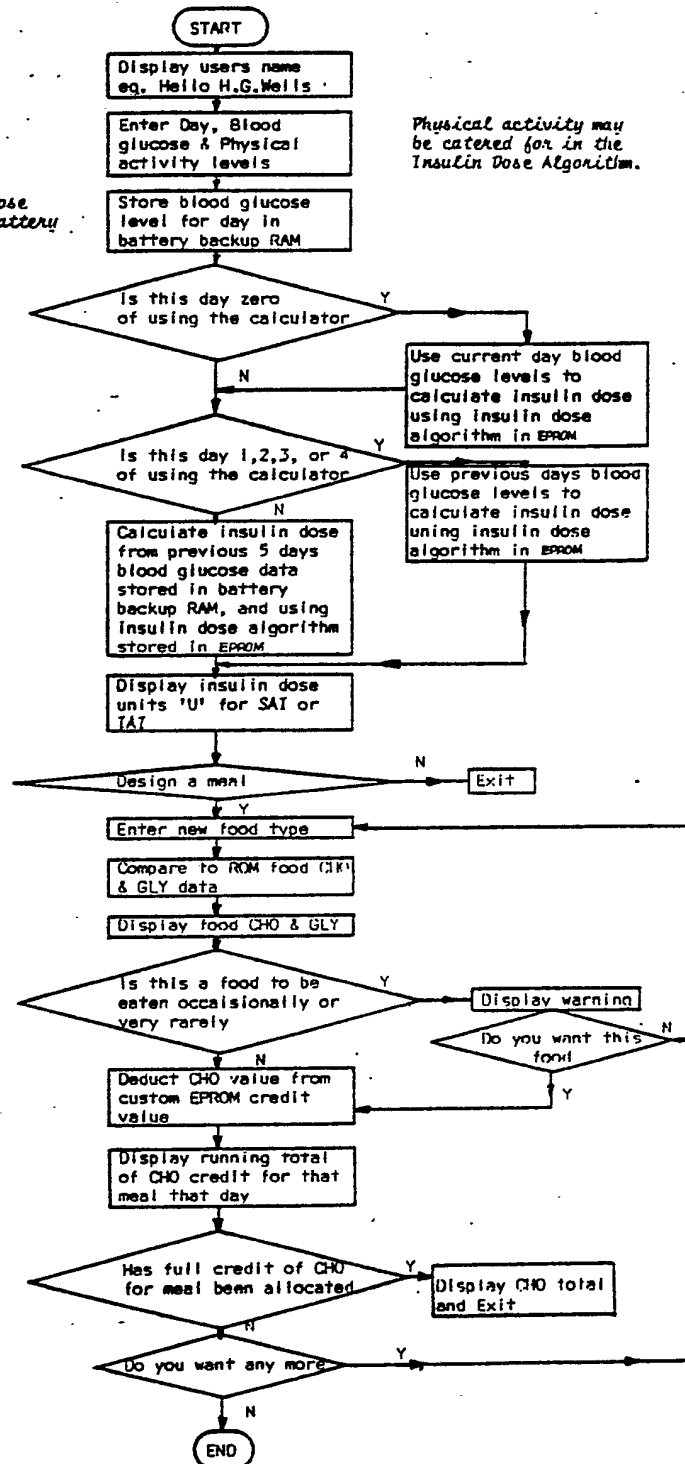 START
Display users name
eg. Hello H.G.Wells
Enter Day, Blood
glucose & Physical
activity levels
Physical activity may
be catered for in the
Insulin Dose Algorithm.
ose
attery
Store blood glucose
level for day in
battery backup RAM
Is this day zero
of using the calculator
Y
N
Use current day blood
glucose levels to
calculate insulin dose
using insulin dose
algorithm in EPROM
Is this day 1,2,3, or 4
of using the calculator
Y
N
Use previous days blood
glucose levels to
calculate insulin dose
uning insulin dose
algorithm in EPROM
Calculate insulin dose
from previous 5 days
blood glucose data
stored in battery
backup RAM, and using
insulin dose algorithm
stored in EPROM
Display insulin dose
units 'U' for SAI or
IAI
Design a meal
N
Exit
Y
Enter new food type
Compare to ROM food CHO
& GLY data
Display food CHO & GLY
Is this a food to be
eaten occaisionally or
very rarely
Y
Display warning
N
Do you want this
food
N
Y
Deduct CHO value from
custom EPROM credit
value
Display running total
of CHO credit for that
meal that day
Has full credit of CHO
for meal been allocated
Y
Display CHO total
and Exit
N
Do you want any more
Y
N
END